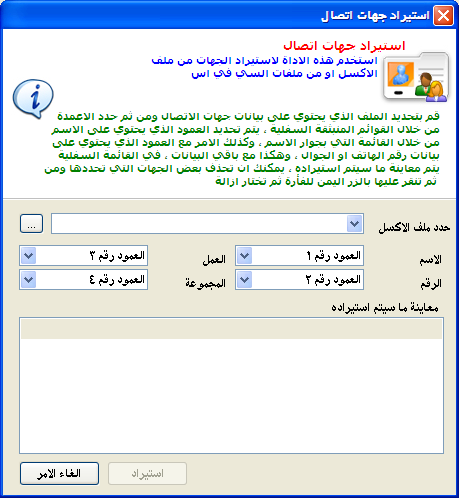 استيراد جهات اتصال
استيراد جهات اتصال
استخدم هذه الاداة لاستيراد الجهات من ملف
الاكسل او من ملفات السي في اس
قم بتحديد الملف الذي يحتوي على بيانات جهات الاتصال ومن ثم حدد الاعمدة
من خلال القوائم المنبثقة السفلية ، يتم تحديد العمود الذي يحتوي على الاسم
من خلال القائمة التي بجوار الاسم ، وكذلك الامر مع العمود الذي يحتوي على
بيانات رقم الهاتف او الجوال ، وهكذا مع باقي البيانات ، في القائمة السفلية
يتم معاينة ما سيتم استيراده ، يمكنك ان تحذف بعض الجهات التي تحددها ومن
ثم تنقر عليها بالزر اليمن للفأرة ثم تختار ازالة
حدد ملف الاكسل ...
الاسم العمود رقم ١ العمل العمود رقم ٣
الرقم العمود رقم ٢ المجموعة العمود رقم ٤
معاينة ما سيتم استيراده
استيراد الغاء الامر